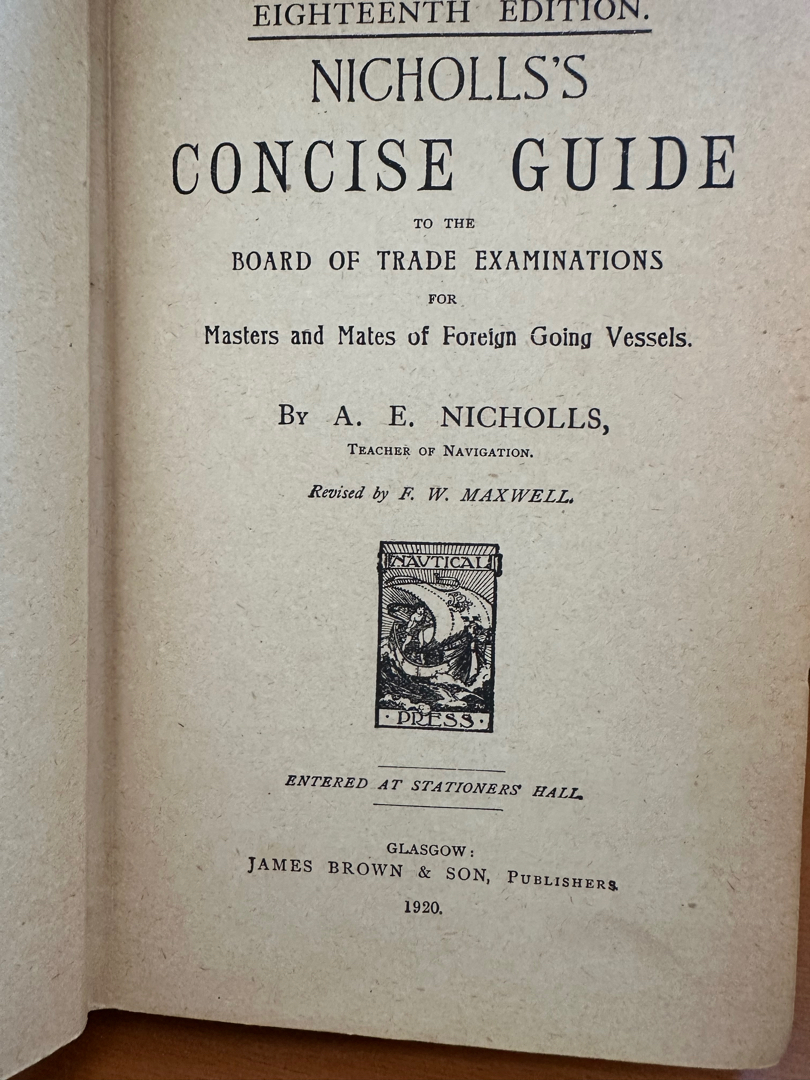 EIGHTEENTH EDITION.
NICHOLLS'S
CONCISE GUIDE
TO THE
BOARD OF TRADE EXAMINATIONS
FOR
Masters and Mates of Foreign Going Vessels.
BY A. E. NICHOLLS,
TEACHER OF NAVIGATION.
Revised by F. W. MAXWELL.
NAVTICAL
· PRESS ·
ENTERED AT STATIONERS' HALL.
GLASGOW:
JAMES BROWN & SON, PUBLISHERS.
1920.